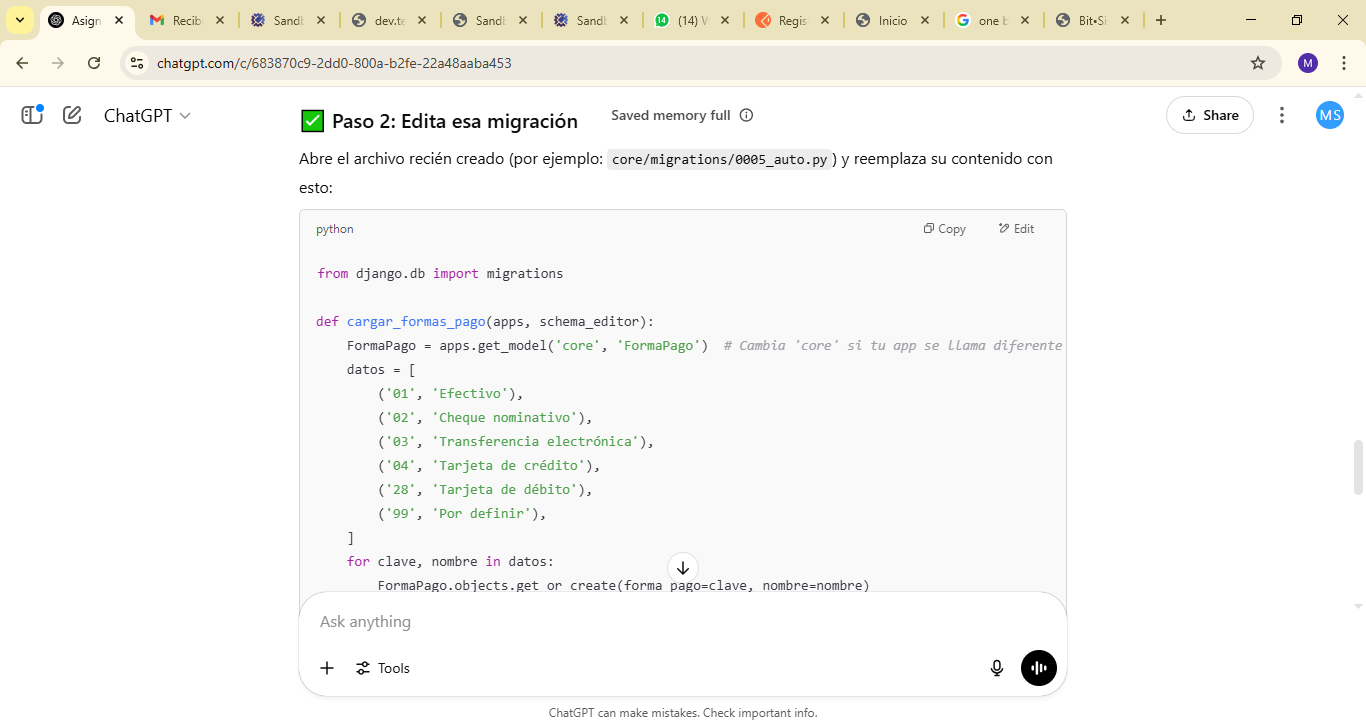 Asign
Recib
Sandb
dev.te
Sandb
Sandb
(14) W
Regis
Inicio
one b
Bit•Si
chatgpt.com/c/683870c9-2dd0-800a-b2fe-22a48aaba453
M
ChatGPT
Saved memory full
Share
MS
✅ Paso 2: Edita esa migración
Abre el archivo recién creado (por ejemplo: core/migrations/0005_auto.py) y reemplaza su contenido con
esto:
python
Copy
Edit
from django.db import migrations
def cargar_formas_pago(apps, schema_editor):
    FormaPago = apps.get_model('core', 'FormaPago')  # Cambia 'core' si tu app se llama diferente
    datos = [
        ('01', 'Efectivo'),
        ('02', 'Cheque nominativo'),
        ('03', 'Transferencia electrónica'),
        ('04', 'Tarjeta de crédito'),
        ('28', 'Tarjeta de débito'),
        ('99', 'Por definir'),
    ]
    for clave, nombre in datos:
        FormaPago.objects.get_or_create(forma_pago=clave, nombre=nombre)
Ask anything
Tools
ChatGPT can make mistakes. Check important info.